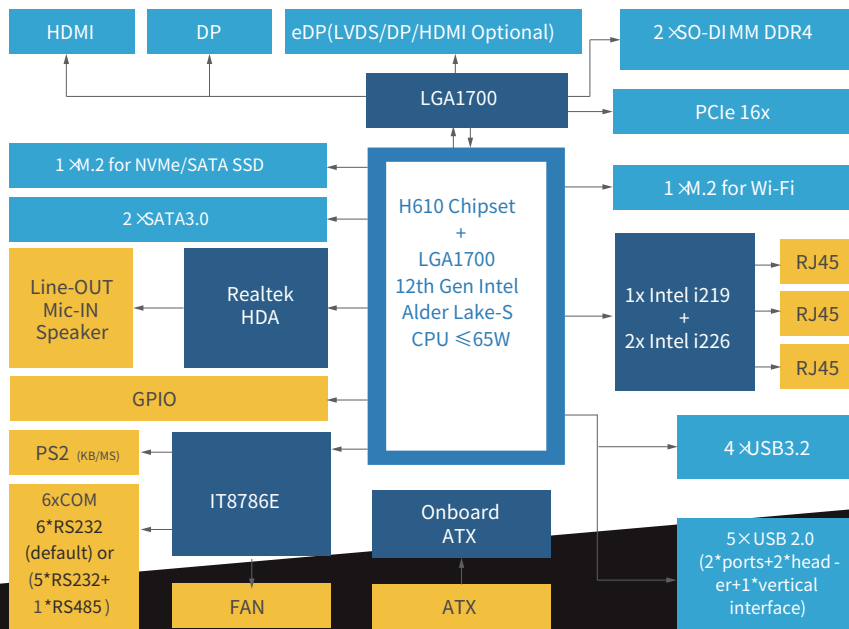 HDMI
DP
eDP(LVDS/DP/HDMI Optional)
2×SO-DIMM DDR4
LGA1700
PCIe 16x
1×M.2 for NVMe/SATA SSD
2×SATA3.0
H610 Chipset
+
LGA1700
12th Gen Intel
Alder Lake-S
CPU ≤65W
1×M.2 for Wi-Fi
Line-OUT
Mic-IN
Speaker
Realtek
HDA
1x Intel i219
+
2x Intel i226
RJ45
RJ45
RJ45
GPIO
PS2 (KB/MS)
IT8786E
4×USB3.2
6xCOM
6*RS232
(default) or
(5*RS232+
1*RS485)
Onboard
ATX
5×USB 2.0
(2*ports+2*head-
er+1*vertical
interface)
FAN
ATX